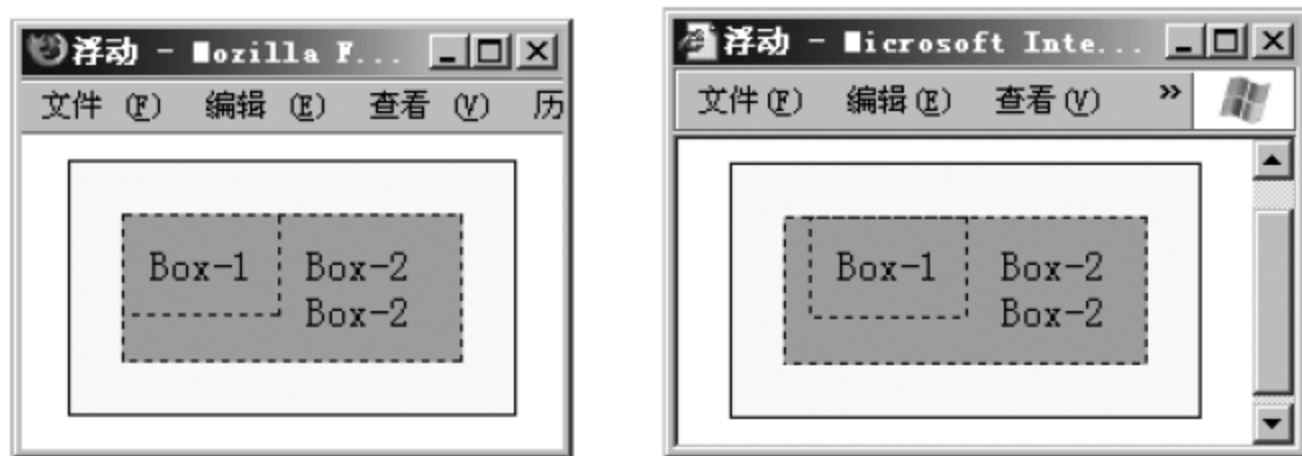 浮动 - Mozilla F...
文件 (F) 编辑 (E) 查看 (V) 历
Box-1 Box-2
Box-2
浮动 - Microsoft Inte...
文件(F) 编辑(E) 查看(V) »
Box-1 Box-2
Box-2